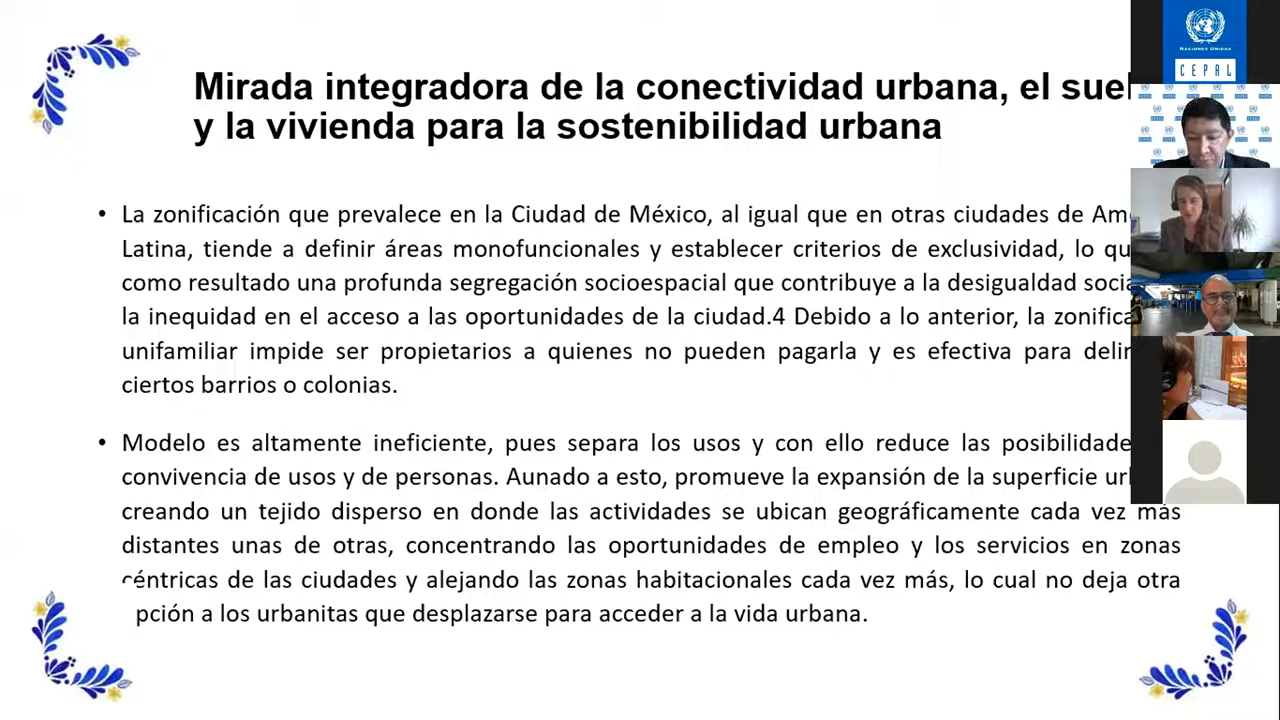 Mirada integradora de la conectividad urbana, el
y la vivienda para la sostenibilidad urbana
• La zonificación que prevalece en la Ciudad de México, al igual que en otras ciudades de
Latina, tiende a definir áreas monofuncionales y establecer criterios de exclusividad, lo
como resultado una profunda segregación socioespacial que contribuye a la desigualdad
la inequidad en el acceso a las oportunidades de la ciudad.4 Debido a lo anterior, la
unifamiliar impide ser propietarios a quienes no pueden pagarla y es efectiva para
ciertos barrios o colonias.
• Modelo es altamente ineficiente, pues separa los usos y con ello reduce las
convivencia de usos y de personas. Aunado a esto, promueve la expansión de la superficie
creando un tejido disperso en donde las actividades se ubican geográficamente cada vez más
distantes unas de otras, concentrando las oportunidades de empleo y los servicios en zonas
céntricas de las ciudades y alejando las zonas habitacionales cada vez más, lo cual no deja otra
pción a los urbanitas que desplazarse para acceder a la vida urbana.
NACIONES UNIDAS
CEPAL